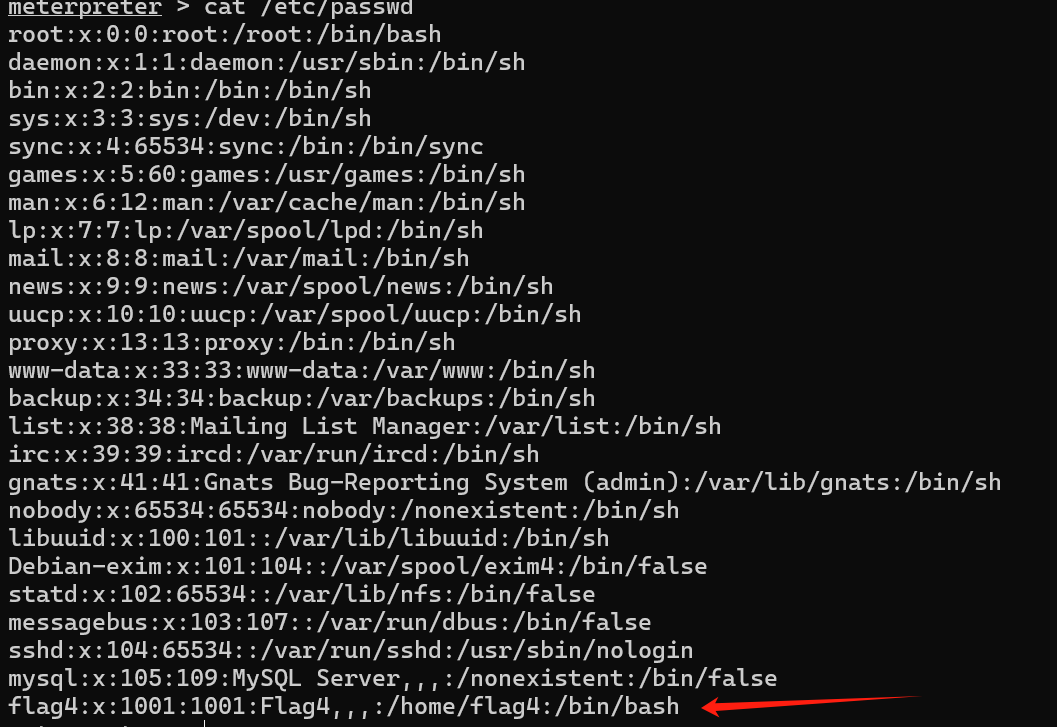 meterpreter > cat /etc/passwd
root:x:0:0:root:/root:/bin/bash
daemon:x:1:1:daemon:/usr/sbin:/bin/sh
bin:x:2:2:bin:/bin:/bin/sh
sys:x:3:3:sys:/dev:/bin/sh
sync:x:4:65534:sync:/bin:/bin/sync
games:x:5:60:games:/usr/games:/bin/sh
man:x:6:12:man:/var/cache/man:/bin/sh
lp:x:7:7:lp:/var/spool/lpd:/bin/sh
mail:x:8:8:mail:/var/mail:/bin/sh
news:x:9:9:news:/var/spool/news:/bin/sh
uucp:x:10:10:uucp:/var/spool/uucp:/bin/sh
proxy:x:13:13:proxy:/bin:/bin/sh
www-data:x:33:33:www-data:/var/www:/bin/sh
backup:x:34:34:backup:/var/backups:/bin/sh
list:x:38:38:Mailing List Manager:/var/list:/bin/sh
irc:x:39:39:ircd:/var/run/ircd:/bin/sh
gnats:x:41:41:Gnats Bug-Reporting System (admin):/var/lib/gnats:/bin/sh
nobody:x:65534:65534:nobody:/nonexistent:/bin/sh
libuuid:x:100:101::/var/lib/libuuid:/bin/sh
Debian-exim:x:101:104::/var/spool/exim4:/bin/false
statd:x:102:65534::/var/lib/nfs:/bin/false
messagebus:x:103:107::/var/run/dbus:/bin/false
sshd:x:104:65534::/var/run/sshd:/usr/sbin/nologin
mysql:x:105:109:MySQL Server,,,:/nonexistent:/bin/false
flag4:x:1001:1001:Flag4,,,:/home/flag4:/bin/bash